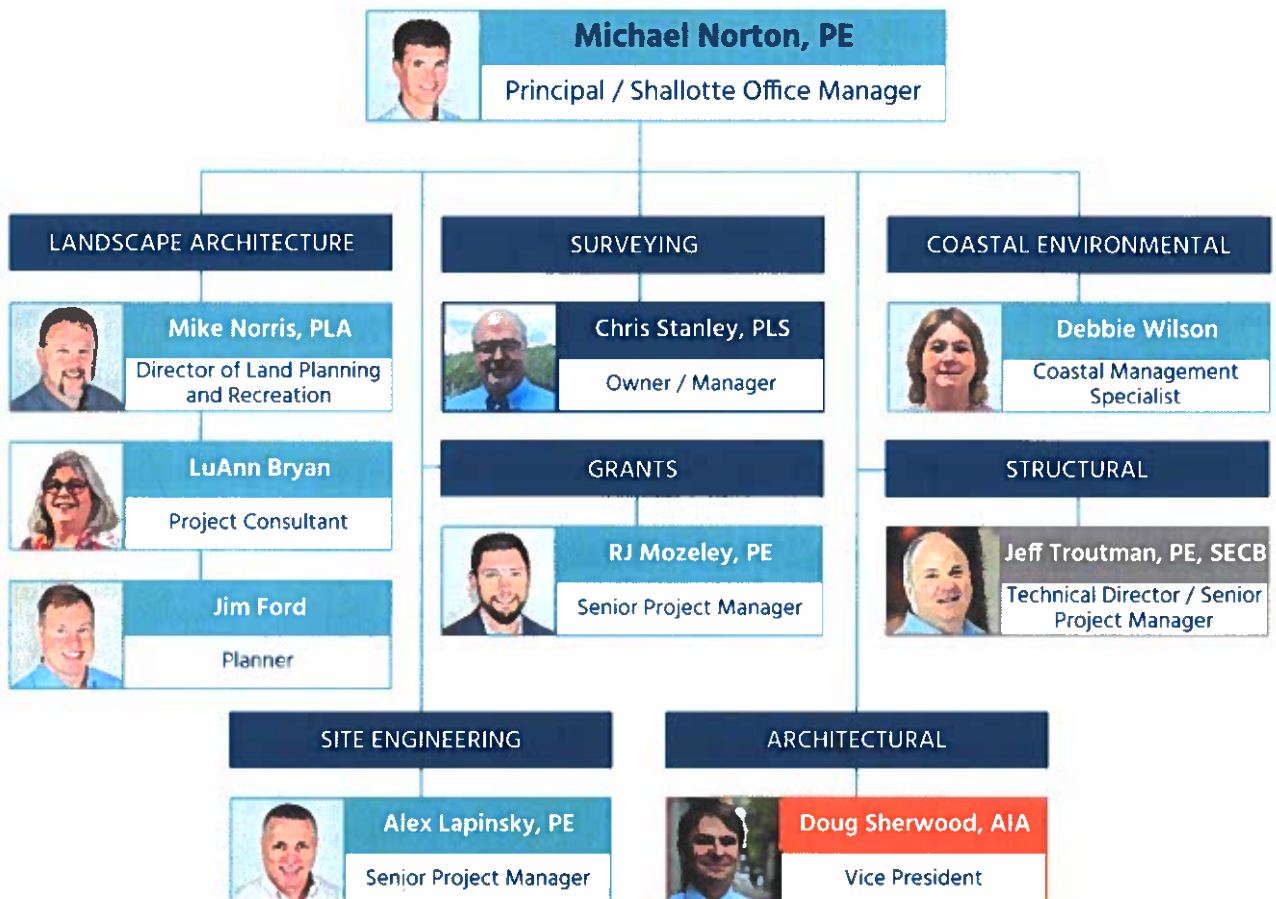 Michael Norton, PE
Principal / Shallotte Office Manager
LANDSCAPE ARCHITECTURE
Mike Norris, PLA
Director of Land Planning
and Recreation
LuAnn Bryan
Project Consultant
Jim Ford
Planner
SURVEYING
Chris Stanley, PLS
Owner / Manager
GRANTS
RJ Mozeley, PE
Senior Project Manager
COASTAL ENVIRONMENTAL
Debbie Wilson
Coastal Management
Specialist
STRUCTURAL
Jeff Troutman, PE, SECB
Technical Director / Senior
Project Manager
SITE ENGINEERING
Alex Lapinsky, PE
Senior Project Manager
ARCHITECTURAL
Doug Sherwood, AIA
Vice President